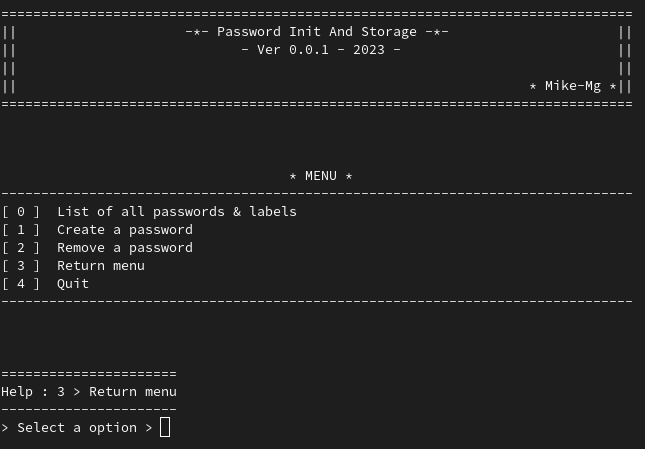 ===============================================================================
|| -*- Password Init And Storage -*- ||
|| - Ver 0.0.1 - 2023 - ||
|| ||
|| * Mike-Mg *||
===============================================================================
* MENU *
-------------------------------------------------------------------------------
[ 0 ] List of all passwords & labels
[ 1 ] Create a password
[ 2 ] Remove a password
[ 3 ] Return menu
[ 4 ] Quit
-------------------------------------------------------------------------------
======================
Help : 3 > Return menu
----------------------
> Select a option >